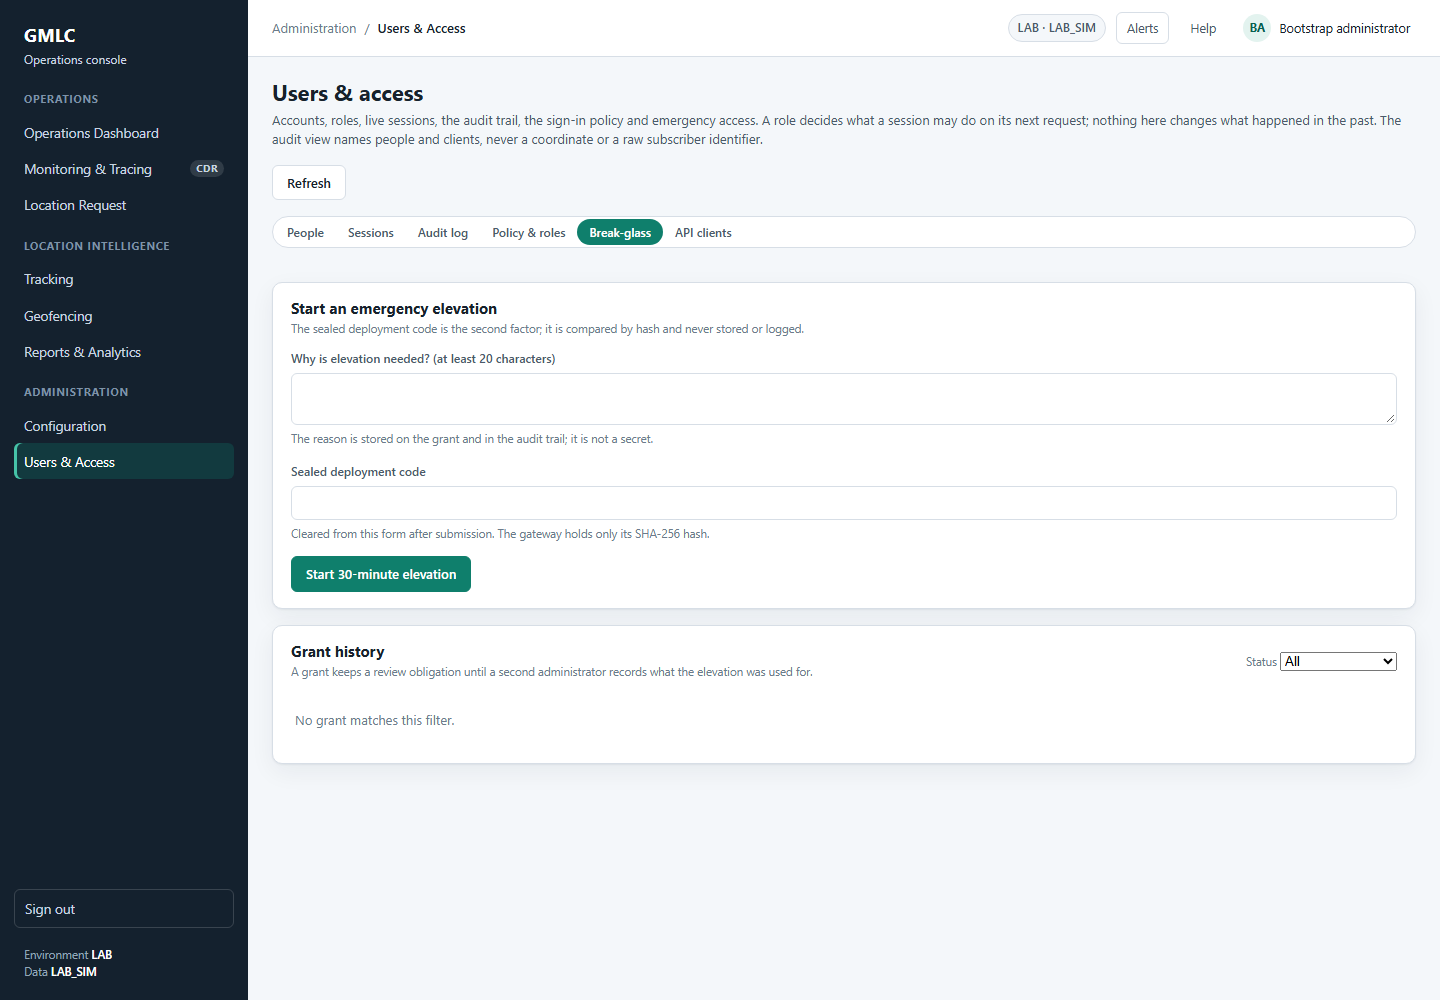 GMLC
Operations console
OPERATIONS
Operations Dashboard
Monitoring & Tracing CDR
Location Request
LOCATION INTELLIGENCE
Tracking
Geofencing
Reports & Analytics
ADMINISTRATION
Configuration
Users & Access
Sign out
Environment LAB
Data LAB_SIM
Administration / Users & Access
LAB · LAB_SIM Alerts Help BA Bootstrap administrator
Users & access
Accounts, roles, live sessions, the audit trail, the sign-in policy and emergency access. A role decides what a session may do on its next request; nothing here changes what happened in the past. The
audit view names people and clients, never a coordinate or a raw subscriber identifier.
Refresh
People Sessions Audit log Policy & roles Break-glass API clients
Start an emergency elevation
The sealed deployment code is the second factor; it is compared by hash and never stored or logged.
Why is elevation needed? (at least 20 characters)
The reason is stored on the grant and in the audit trail; it is not a secret.
Sealed deployment code
Cleared from this form after submission. The gateway holds only its SHA-256 hash.
Start 30-minute elevation
Grant history
A grant keeps a review obligation until a second administrator records what the elevation was used for.
Status All
No grant matches this filter.